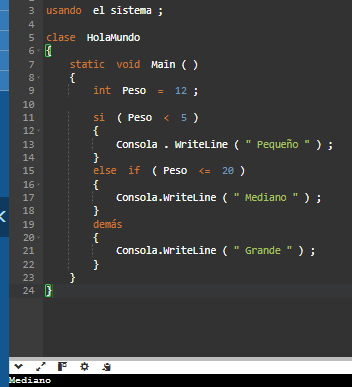 3 usando el sistema ;
4
5 clase HolaMundo
6 {
7 static void Main ( )
8 {
9 int Peso = 12 ;
10
11 si ( Peso < 5 )
12 {
13 Consola . WriteLine ( " Pequeño " ) ;
14 }
15 else if ( Peso <= 20 )
16 {
17 Consola.WriteLine ( " Mediano " ) ;
18 }
19 demás
20 {
21 Consola.WriteLine ( " Grande " ) ;
22 }
23 }
24 }
Mediano